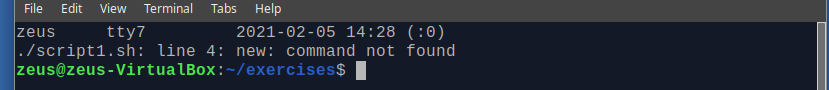 File Edit View Terminal Tabs Help
zeus     tty7         2021-02-05 14:28 (:0)
./script1.sh: line 4: new: command not found
zeus@zeus-VirtualBox:~/exercises$